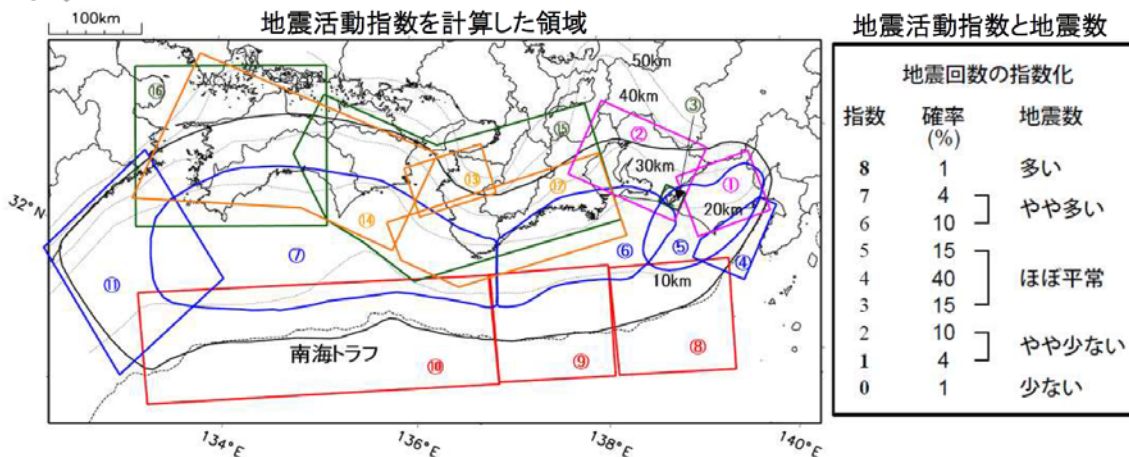 100km
地震活動指数を計算した領域
50km
40km
③
⑯
②
⑮
30km
①
⑬
⑰
20km
32°N
⑭
⑦
⑥
⑤
④
⑪
10km
南海トラフ
⑩
⑨
⑧
134°E
136°E
138°E
140°E
地震活動指数と地震数
地震回数の指数化
指数 確率 地震数
(%)
8 1 多い
7 4
やや多い
6 10
5 15
4 40 ほぼ平常
3 15
2 10
やや少ない
1 4
0 1 少ない